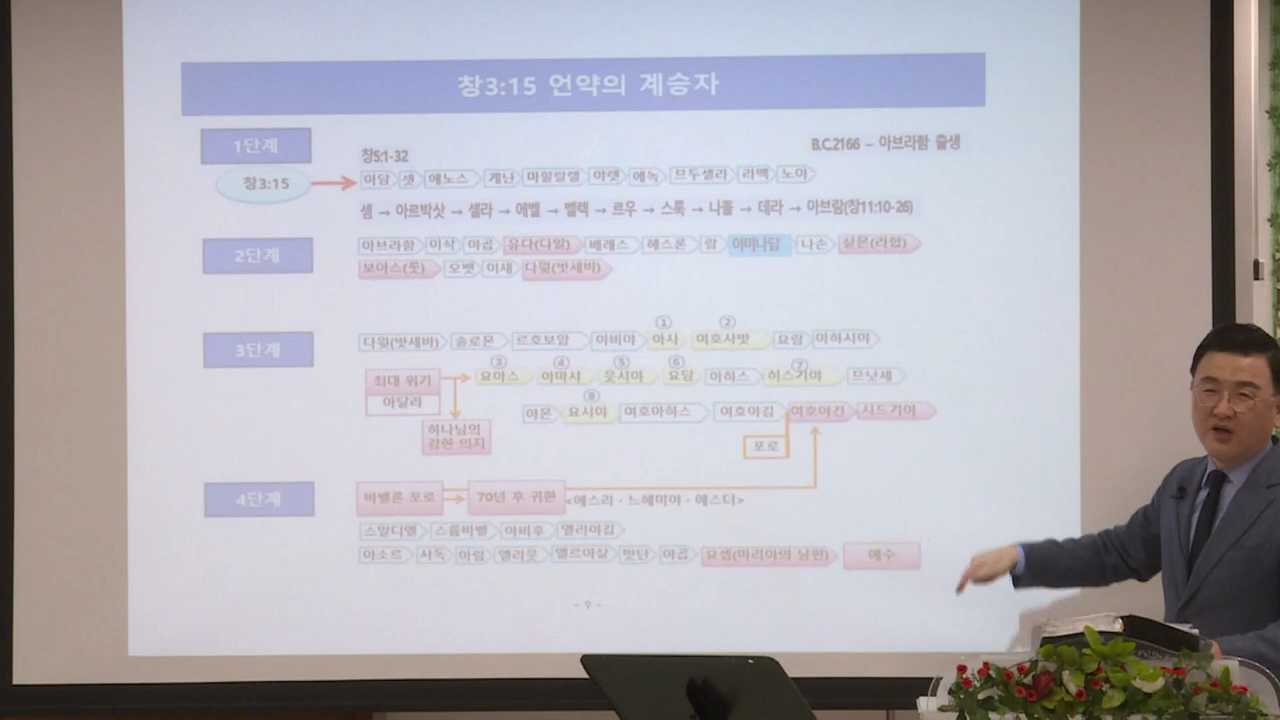 창3:15 언약의 계승자
1단계
창5:1-32
B.C.2166 - 아브라함 출생
창3:15
아담 셋 에노스 게난 마할랄렐 야렛 에녹 므두셀라 라멕 노아
셈 → 아르박삿 → 셀라 → 에벨 → 벨렉 → 르우 → 스룩 → 나홀 → 데라 → 아브람(창11:10-26)
2단계
아브라함 이삭 야곱 유다(다말) 베레스 헤스론 람 아미나답 나손 살몬(라합)
보아스(룻) 오벳 이새 다윗(밧세바)
① ②
3단계
다윗(밧세바) 솔로몬 르호보암 아비야 아사 여호사밧 요람 아하시야
③ ④ ⑤ ⑥ ⑦
최대 위기
요아스 아마샤 웃시야 요담 아하스 히스기야 므낫세
⑧
아달랴
아몬 요시야 여호아하스 여호야김 여호야긴 시드기야
하나님의
강현 의지
포로
4단계
바벨론 포로 70년 후 귀환 <에스라 · 느헤미야 · 에스더>
스알디엘 스룹바벨 아비후 엘리아김
아소르 사독 아킴 엘리웃 엘르아살 맛단 야곱 요셉(마리아의 남편) 예수
- 9 -